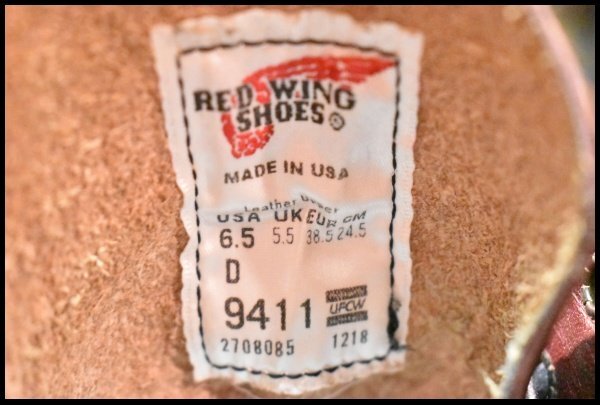 RED WING
SHOES®
MADE IN USA
Leather Upper
USA UK EUR CM
6.5 5.5 38.5 24.5
D
9411 UFCW
2708085 1218